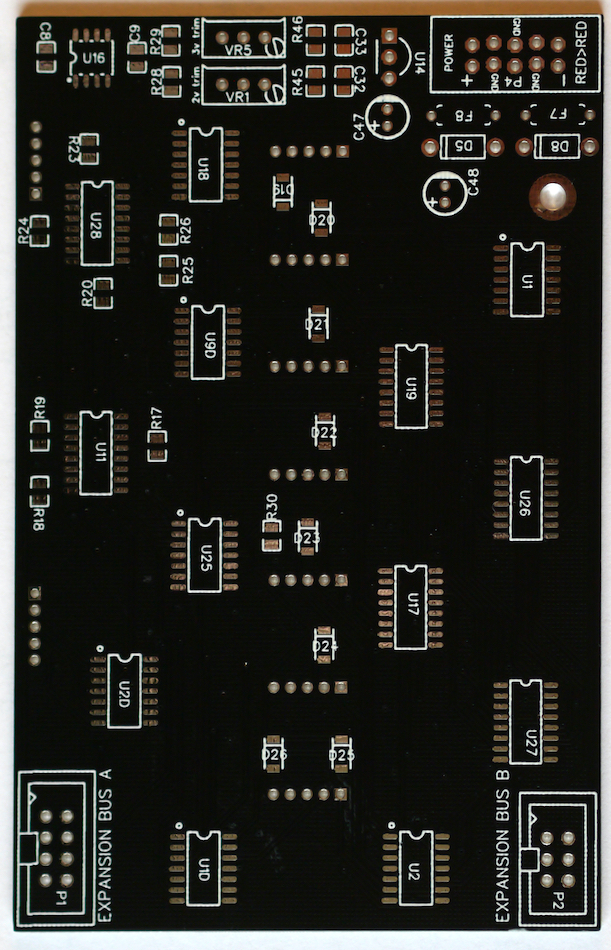 C8
U16
C9
R29
R28
3v trim
VR5
2v trim
VR1
R46
R45
C33
C32
U14
POWER
GND
RED>RED
+
GND
P4
GND
-
C47
+
F8
F7
D5
D8
C48
+
R23
U18
D19
D20
R24
U28
R26
R25
R20
U1
U9D
D21
U19
R19
U11
R17
D22
R18
U26
R30
D23
U25
U17
D24
U2D
U27
D26
D25
EXPANSION BUS A
P1
U1D
U2
EXPANSION BUS B
P2